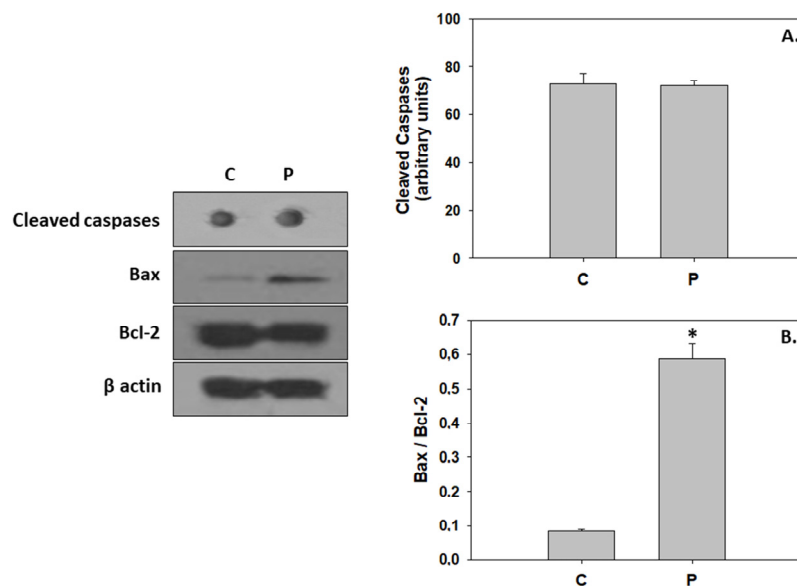 C P
Cleaved caspases
Bax
Bcl-2
β actin
A.
Cleaved Caspases
(arbitrary units)
100
80
60
40
20
0
C P
B.
Bax / Bcl-2
0,7
0,6
0,5
0,4
0,3
0,2
0,1
0,0
*
C P